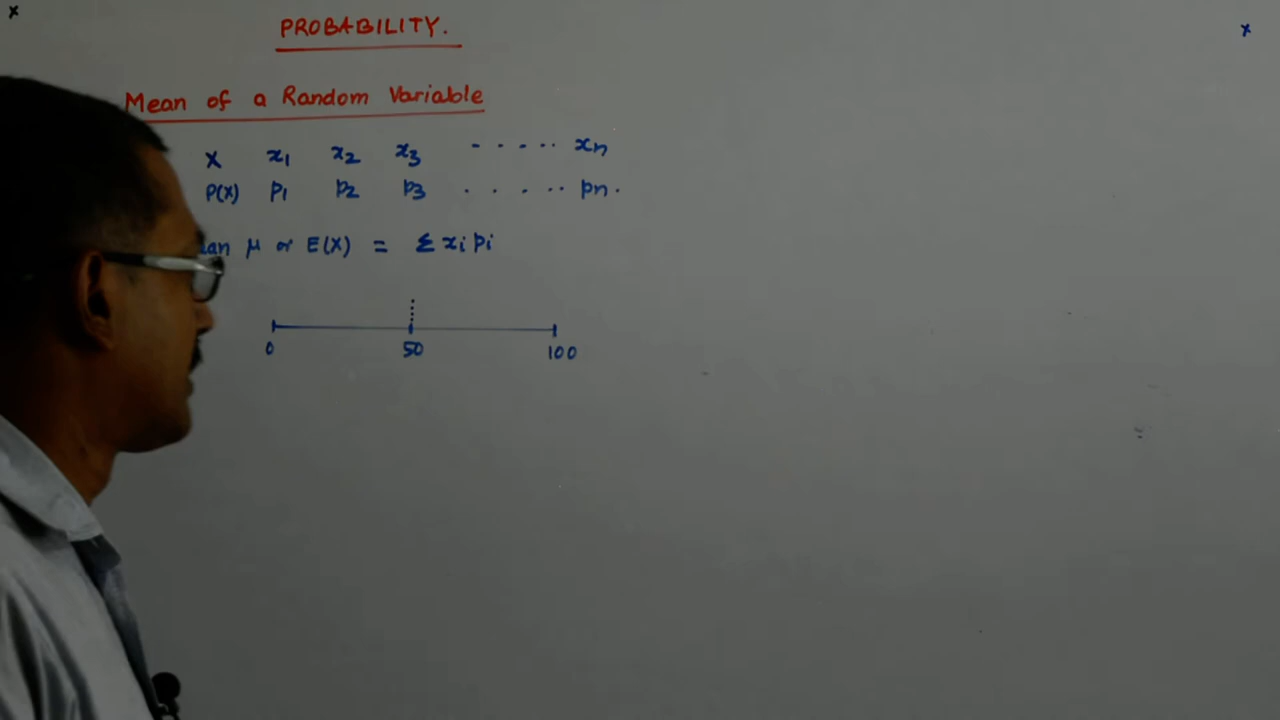 PROBABILITY.
Mean of a Random Variable
X x₁ x₂ x₃ ..... xₙ
P(X) p₁ p₂ p₃ ..... pₙ.
μ or E(X) = Σ xᵢ pᵢ
0 50 100